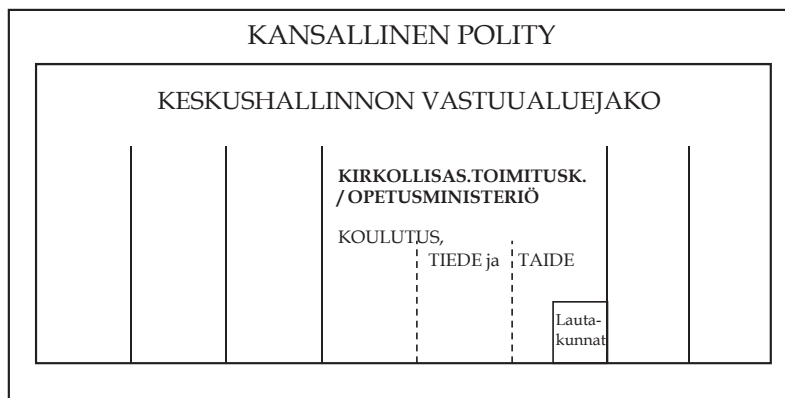 KANSALLINEN POLITY
KESKUSHALLINNON VASTUUALUEJAKO
KIRKOLLISAS.TOIMITUSK.
/ OPETUSMINISTERIÖ
KOULUTUS,
TIEDE ja TAIDE
Lauta-
kunnat